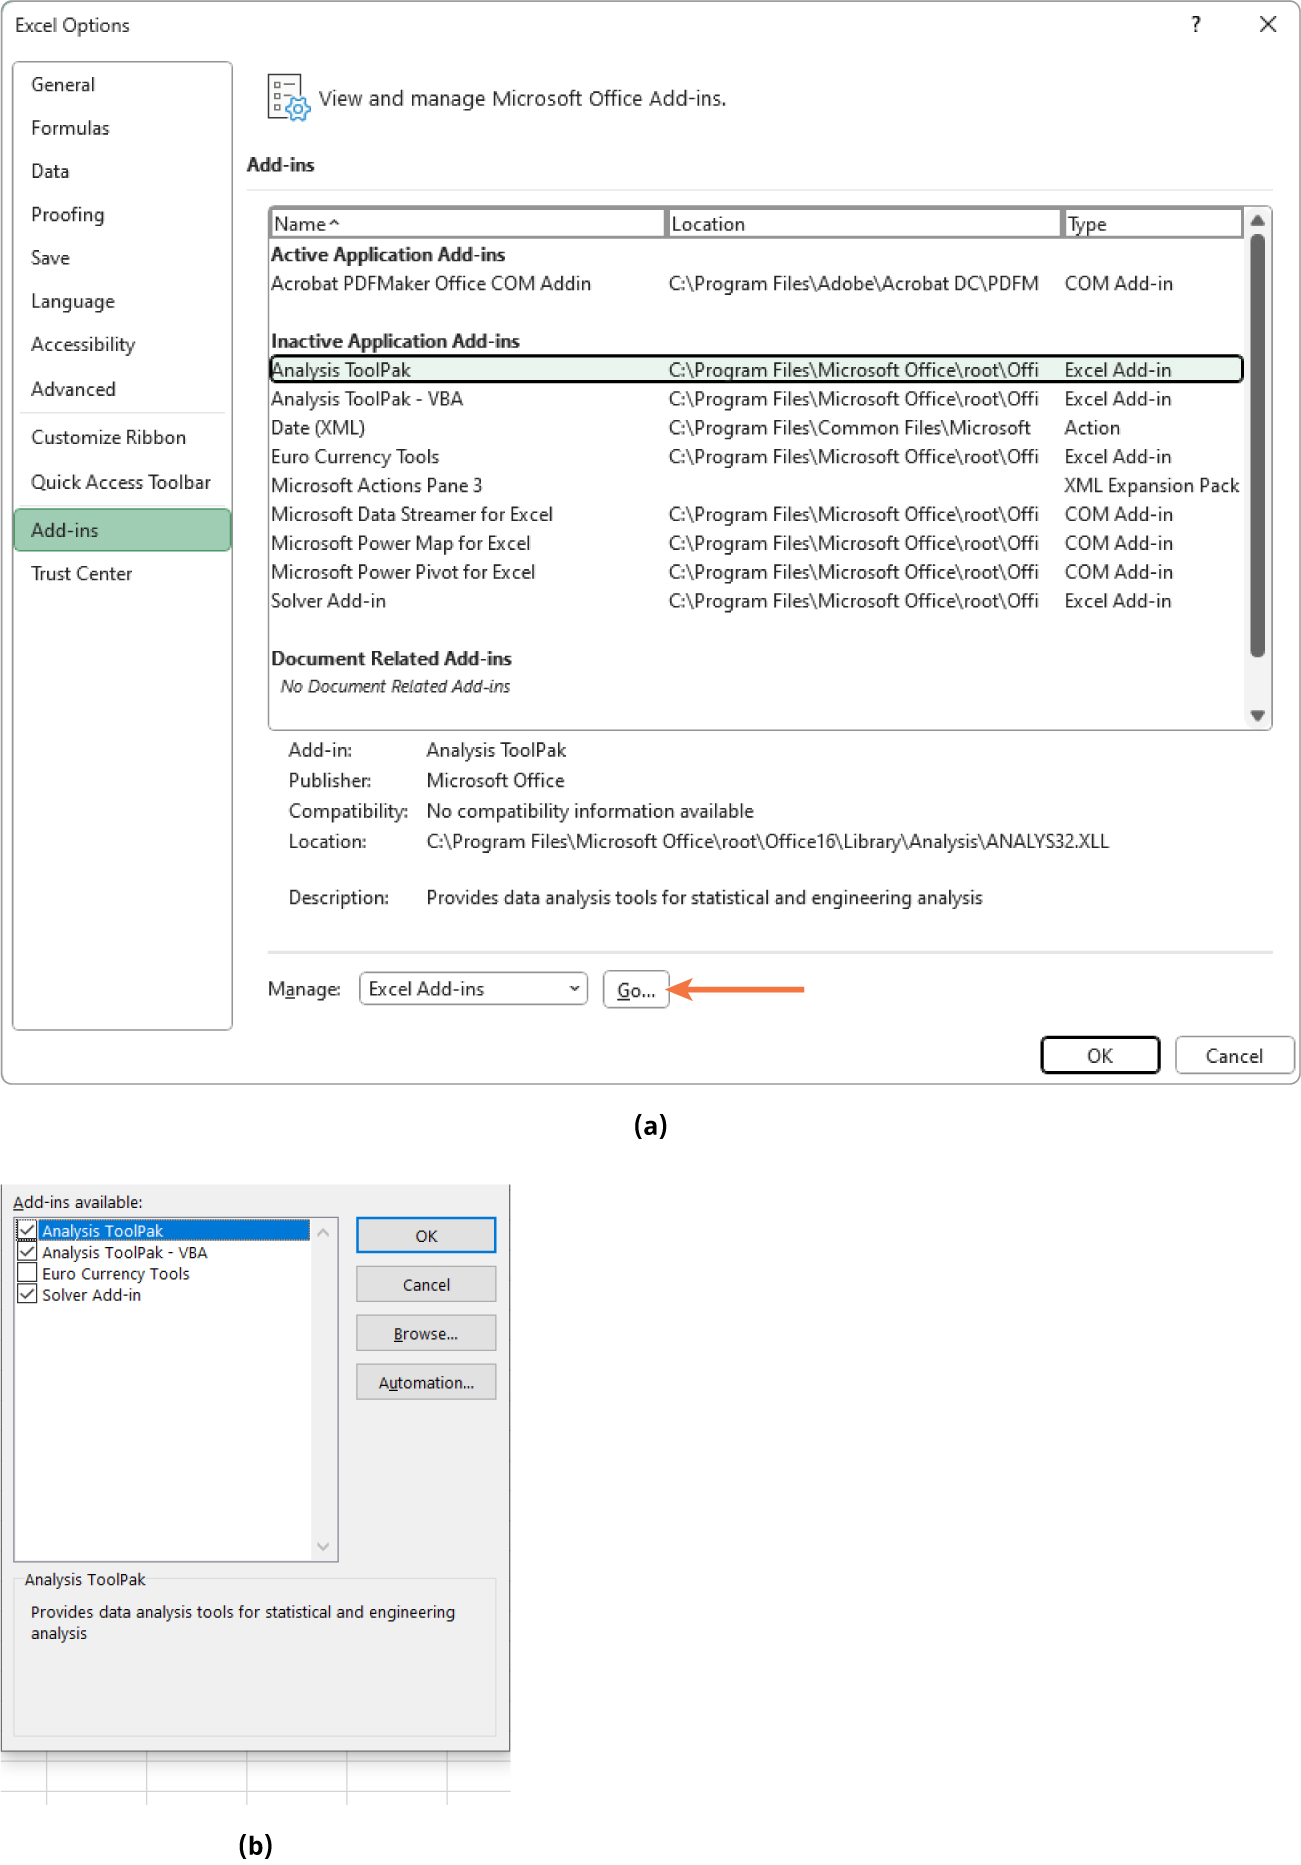 Excel Options ?
General
Formulas
Data
Proofing
Save
Language
Accessibility
Advanced
Customize Ribbon
Quick Access Toolbar
Add-ins
Trust Center
View and manage Microsoft Office Add-ins.
Add-ins
Name Location Type
Active Application Add-ins
Acrobat PDFMaker Office COM Addin C:\Program Files\Adobe\Acrobat DC\PDFM COM Add-in
Inactive Application Add-ins
Analysis ToolPak C:\Program Files\Microsoft Office\root\Offi Excel Add-in
Analysis ToolPak - VBA C:\Program Files\Microsoft Office\root\Offi Excel Add-in
Date (XML) C:\Program Files\Common Files\Microsoft Action
Euro Currency Tools C:\Program Files\Microsoft Office\root\Offi Excel Add-in
Microsoft Actions Pane 3 XML Expansion Pack
Microsoft Data Streamer for Excel C:\Program Files\Microsoft Office\root\Offi COM Add-in
Microsoft Power Map for Excel C:\Program Files\Microsoft Office\root\Offi COM Add-in
Microsoft Power Pivot for Excel C:\Program Files\Microsoft Office\root\Offi COM Add-in
Solver Add-in C:\Program Files\Microsoft Office\root\Offi Excel Add-in
Document Related Add-ins
No Document Related Add-ins
Add-in: Analysis ToolPak
Publisher: Microsoft Office
Compatibility: No compatibility information available
Location: C:\Program Files\Microsoft Office\root\Office16\Library\Analysis\ANALYS32.XLL
Description: Provides data analysis tools for statistical and engineering analysis
Manage: Excel Add-ins Go...
OK Cancel
(a)
Add-ins available:
Analysis ToolPak
Analysis ToolPak - VBA
Euro Currency Tools
Solver Add-in
OK
Cancel
Browse...
Automation...
Analysis ToolPak
Provides data analysis tools for statistical and engineering
analysis
(b)